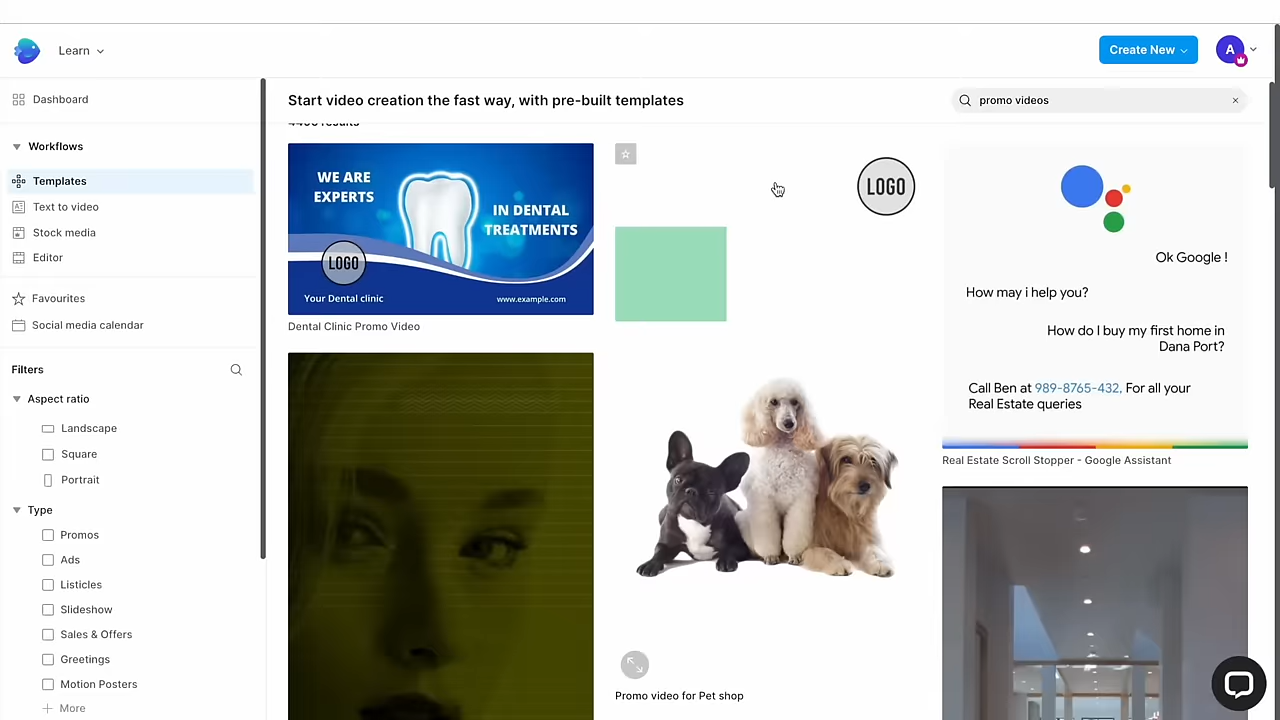 Learn
Create New
A
Dashboard
Start video creation the fast way, with pre-built templates
promo videos
4400 results
Workflows
Templates
Text to video
Stock media
Editor
Favourites
Social media calendar
Filters
Aspect ratio
Landscape
Square
Portrait
Type
Promos
Ads
Listicles
Slideshow
Sales & Offers
Greetings
Motion Posters
More
WE ARE
EXPERTS
IN DENTAL
TREATMENTS
LOGO
Your Dental clinic
www.example.com
Dental Clinic Promo Video
LOGO
Promo video for Pet shop
Ok Google !
How may i help you?
How do I buy my first home in
Dana Port?
Call Ben at 989-8765-432, For all your
Real Estate queries
Real Estate Scroll Stopper - Google Assistant